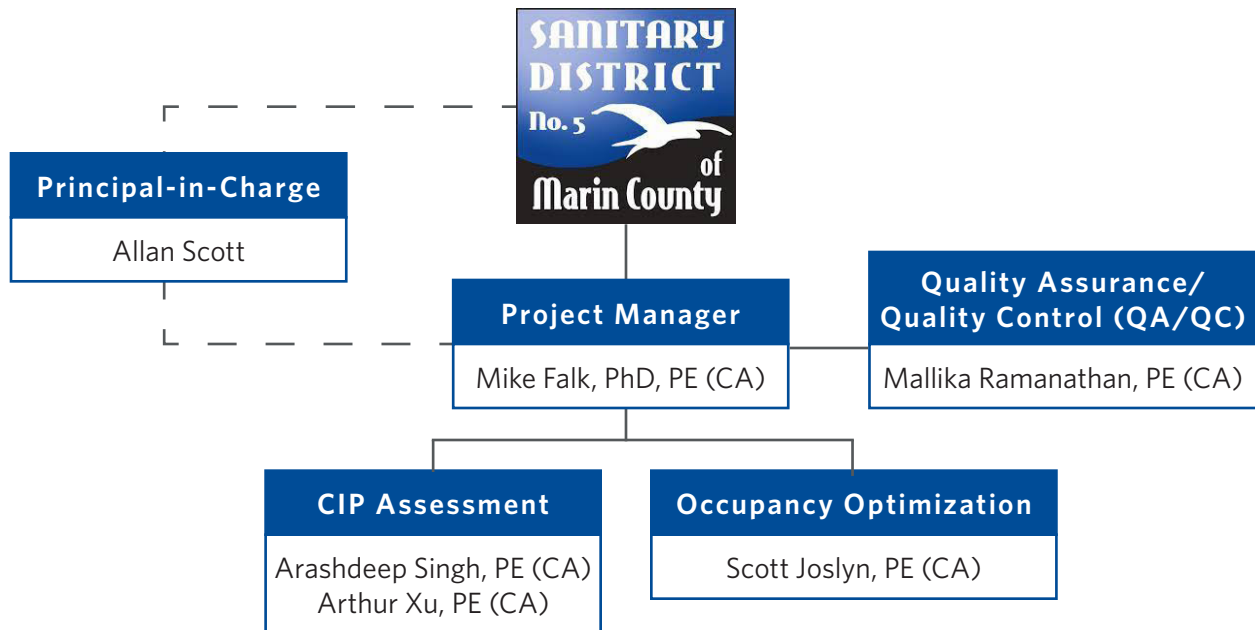 SANITARY
DISTRICT
No. 5
of
Marin County
Principal-in-Charge
Allan Scott
Project Manager
Mike Falk, PhD, PE (CA)
Quality Assurance/
Quality Control (QA/QC)
Mallika Ramanathan, PE (CA)
CIP Assessment
Arashdeep Singh, PE (CA)
Arthur Xu, PE (CA)
Occupancy Optimization
Scott Joslyn, PE (CA)